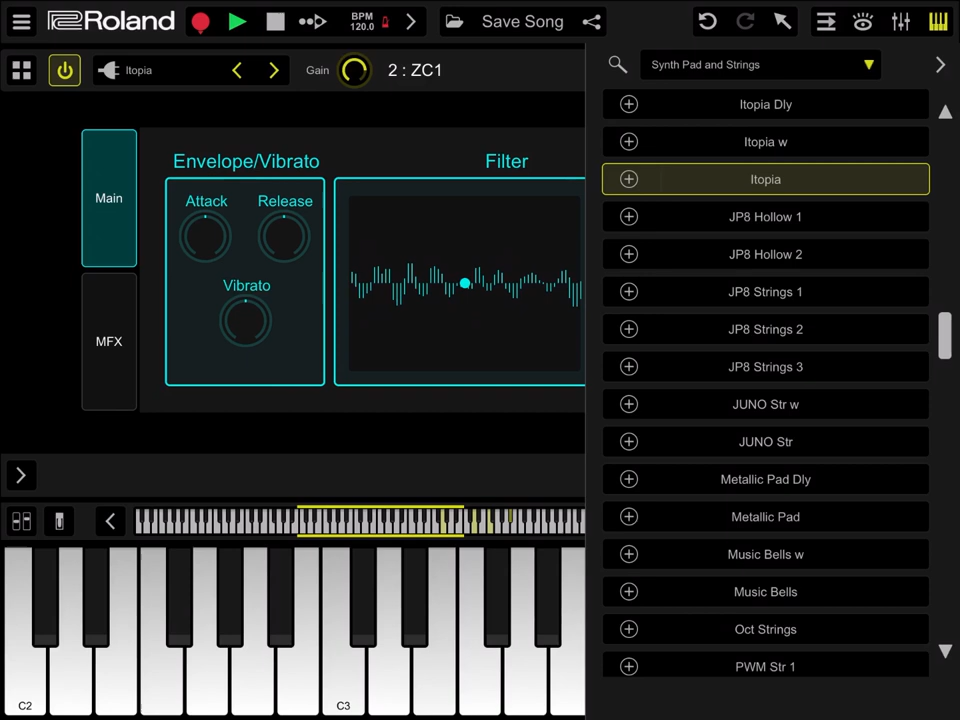 Roland
BPM
120.0
Save Song
Itopia
Gain
2 : ZC1
Synth Pad and Strings
Main
MFX
Envelope/Vibrato
Attack
Release
Vibrato
Filter
Itopia Dly
Itopia w
Itopia
JP8 Hollow 1
JP8 Hollow 2
JP8 Strings 1
JP8 Strings 2
JP8 Strings 3
JUNO Str w
JUNO Str
Metallic Pad Dly
Metallic Pad
Music Bells w
Music Bells
Oct Strings
PWM Str 1
C2
C3